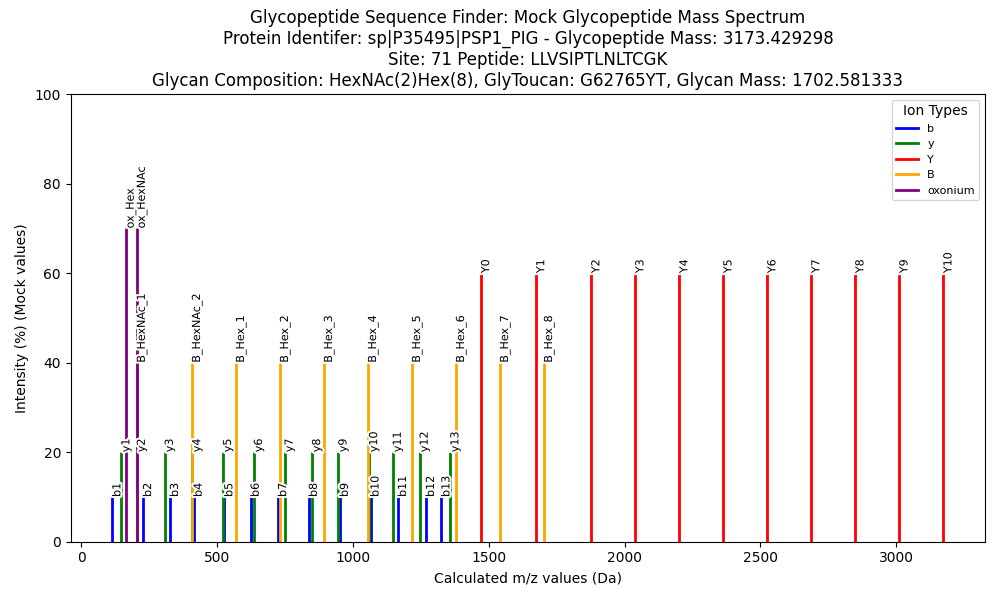 Glycopeptide Sequence Finder: Mock Glycopeptide Mass Spectrum
Protein Identifer: sp|P35495|PSP1_PIG - Glycopeptide Mass: 3173.429298
Site: 71 Peptide: LLVSIPTLNLTCGK
Glycan Composition: HexNAc(2)Hex(8), GlyToucan: G62765YT, Glycan Mass: 1702.581333
Intensity (%) (Mock values)
100
80
60
40
20
0
Ion Types
b
y
Y
B
oxonium
ox_Hex
ox_HexNAc
Y0
Y1
Y2
Y3
Y4
Y5
Y6
Y7
Y8
Y9
Y10
B_HexNAc_1
B_HexNAc_2
B_Hex_1
B_Hex_2
B_Hex_3
B_Hex_4
B_Hex_5
B_Hex_6
B_Hex_7
B_Hex_8
y1
y2
y3
y4
y5
y6
y7
y8
y9
y10
y11
y12
y13
b1
b2
b3
b4
b5
b6
b7
b8
b9
b10
b11
b12
b13
0
500
1000
1500
2000
2500
3000
Calculated m/z values (Da)